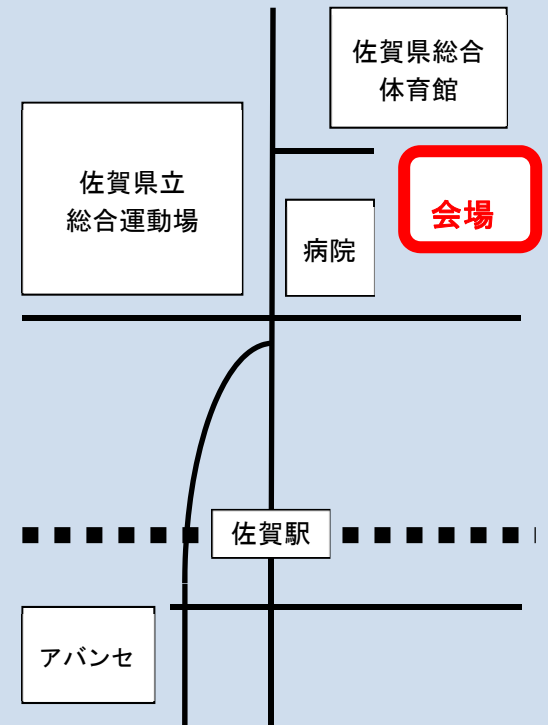 佐賀県総合
体育館
佐賀県立
総合運動場
会場
病院
佐賀駅
アバンセ